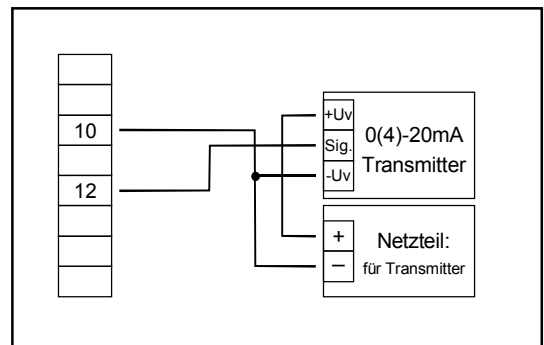 10
12
+Uv
Sig.
-Uv
0(4)-20mA
Transmitter
+
–
Netzteil:
für Transmitter